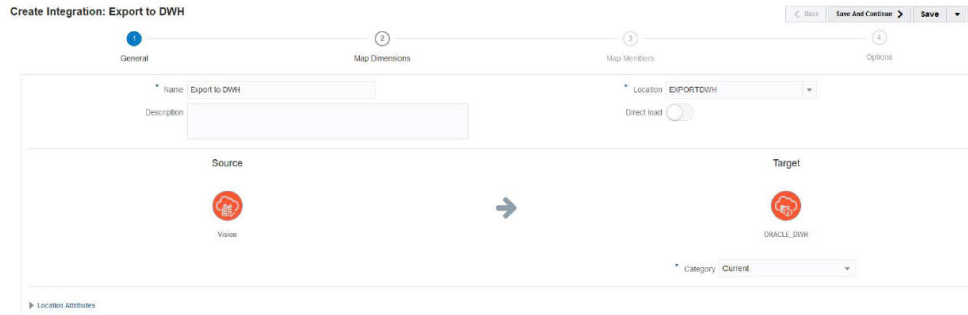 Create Integration: Export to DWH
Back Save And Continue Save
1 2 3 4
General Map Dimensions Map Members Options
* Name Export to DWH * Location EXPORTDWH
Description Direct load
Source Target
Vision ORACLE_DWH
* Category Current
Location Attributes